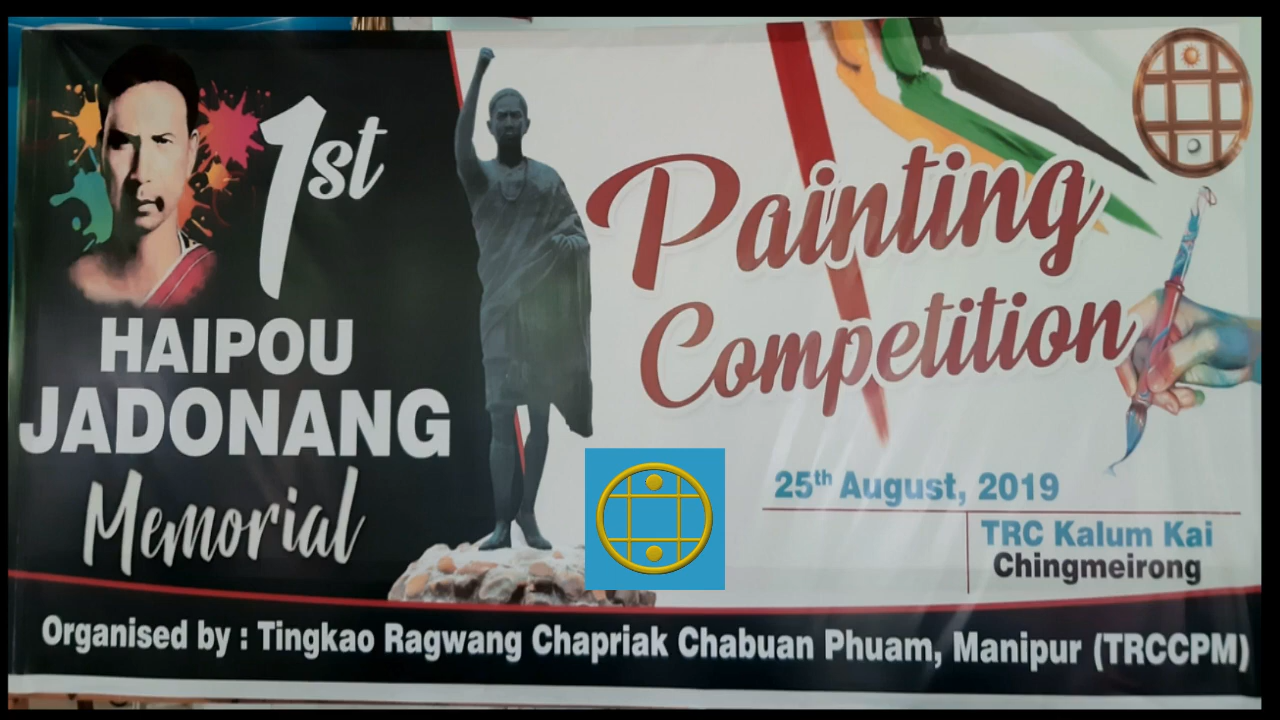 1st
HAIPOU
JADONANG
Memorial
Painting
Competition
25th August, 2019
TRC Kalum Kai
Chingmeirong
Organised by : Tingkao Ragwang Chapriak Chabuan Phuam, Manipur (TRCCPM)